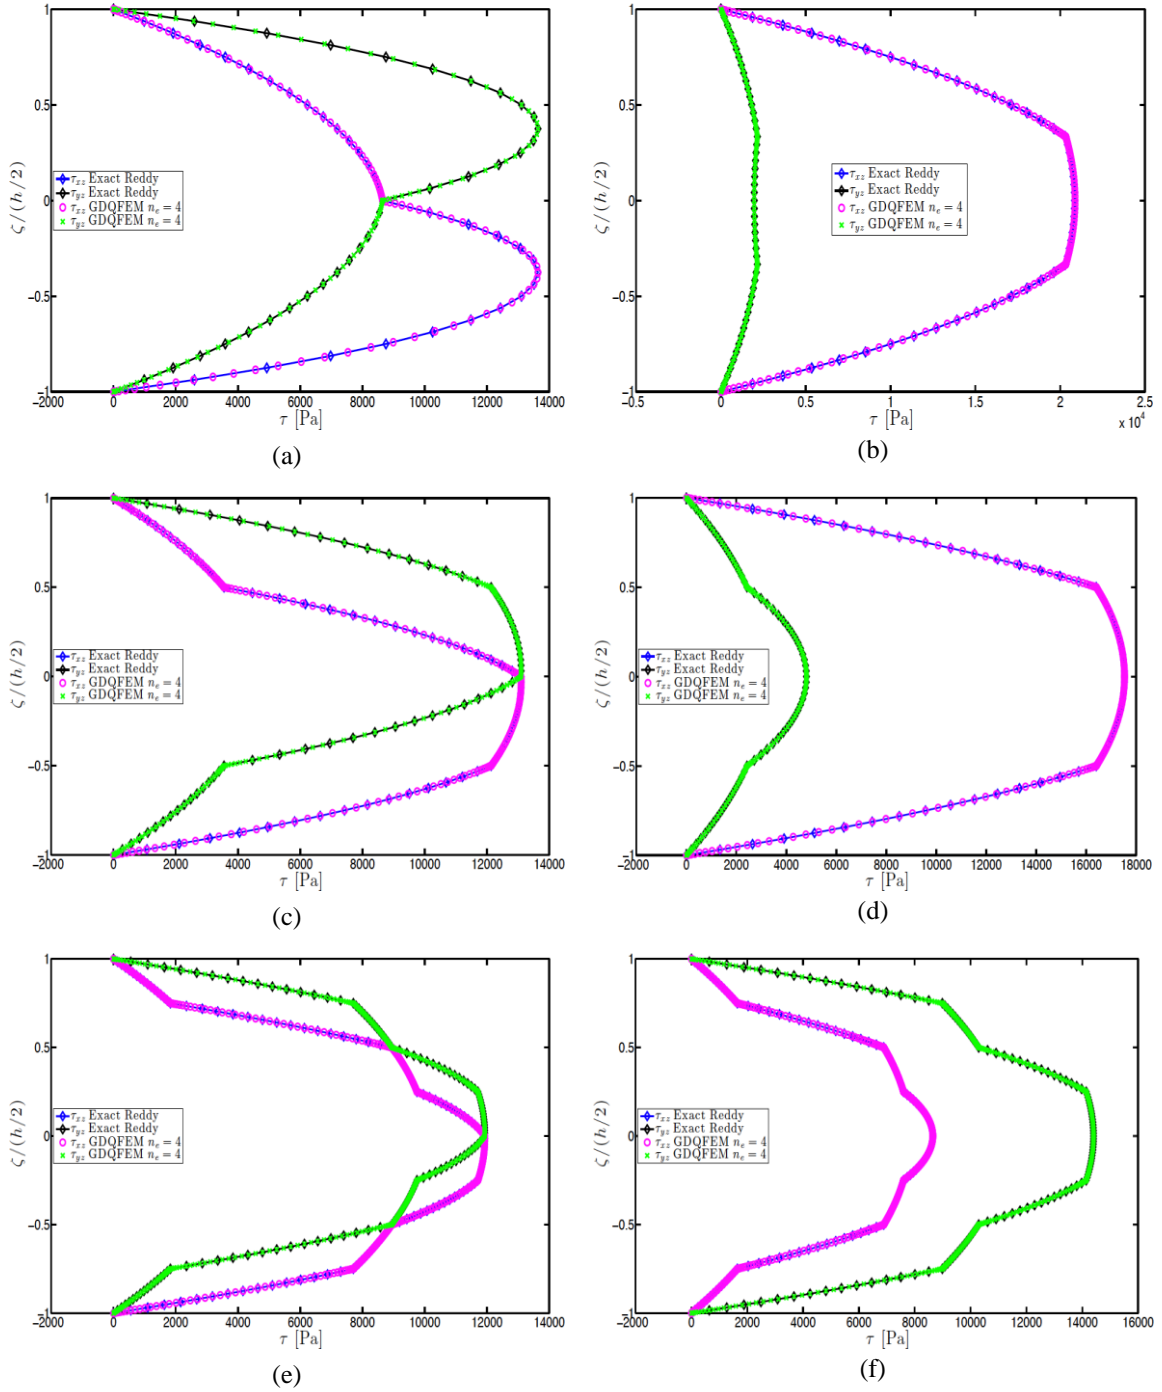 1
0.5
0
−0.5
−1
ζ/(h/2)
τxz Exact Reddy
τyz Exact Reddy
τxz GDQFEM ne = 4
τyz GDQFEM ne = 4
−2000 0 2000 4000 6000 8000 10000 12000 14000
τ [Pa]
(a)
1
0.5
0
−0.5
−1
ζ/(h/2)
τxz Exact Reddy
τyz Exact Reddy
τxz GDQFEM ne = 4
τyz GDQFEM ne = 4
−0.5 0 0.5 1 1.5 2 2.5
τ [Pa]
x 10^4
(b)
1
0.5
0
−0.5
−1
ζ/(h/2)
τxz Exact Reddy
τyz Exact Reddy
τxz GDQFEM ne = 4
τyz GDQFEM ne = 4
−2000 0 2000 4000 6000 8000 10000 12000 14000
τ [Pa]
(c)
1
0.5
0
−0.5
−1
ζ/(h/2)
τxz Exact Reddy
τyz Exact Reddy
τxz GDQFEM ne = 4
τyz GDQFEM ne = 4
−2000 0 2000 4000 6000 8000 10000 12000 14000 16000 18000
τ [Pa]
(d)
1
0.5
0
−0.5
−1
ζ/(h/2)
τxz Exact Reddy
τyz Exact Reddy
τxz GDQFEM ne = 4
τyz GDQFEM ne = 4
−2000 0 2000 4000 6000 8000 10000 12000 14000
τ [Pa]
(e)
1
0.5
0
−0.5
−1
ζ/(h/2)
τxz Exact Reddy
τyz Exact Reddy
τxz GDQFEM ne = 4
τyz GDQFEM ne = 4
−2000 0 2000 4000 6000 8000 10000 12000 14000 16000
τ [Pa]
(f)